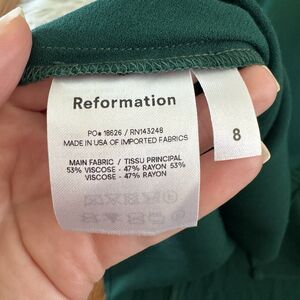 Reformation
PO# 18626 / RN143248
MADE IN USA OF IMPORTED FABRICS
MAIN FABRIC / TISSU PRINCIPAL
53% VISCOSE - 47% RAYON 53%
VISCOSE - 47% RAYON
8